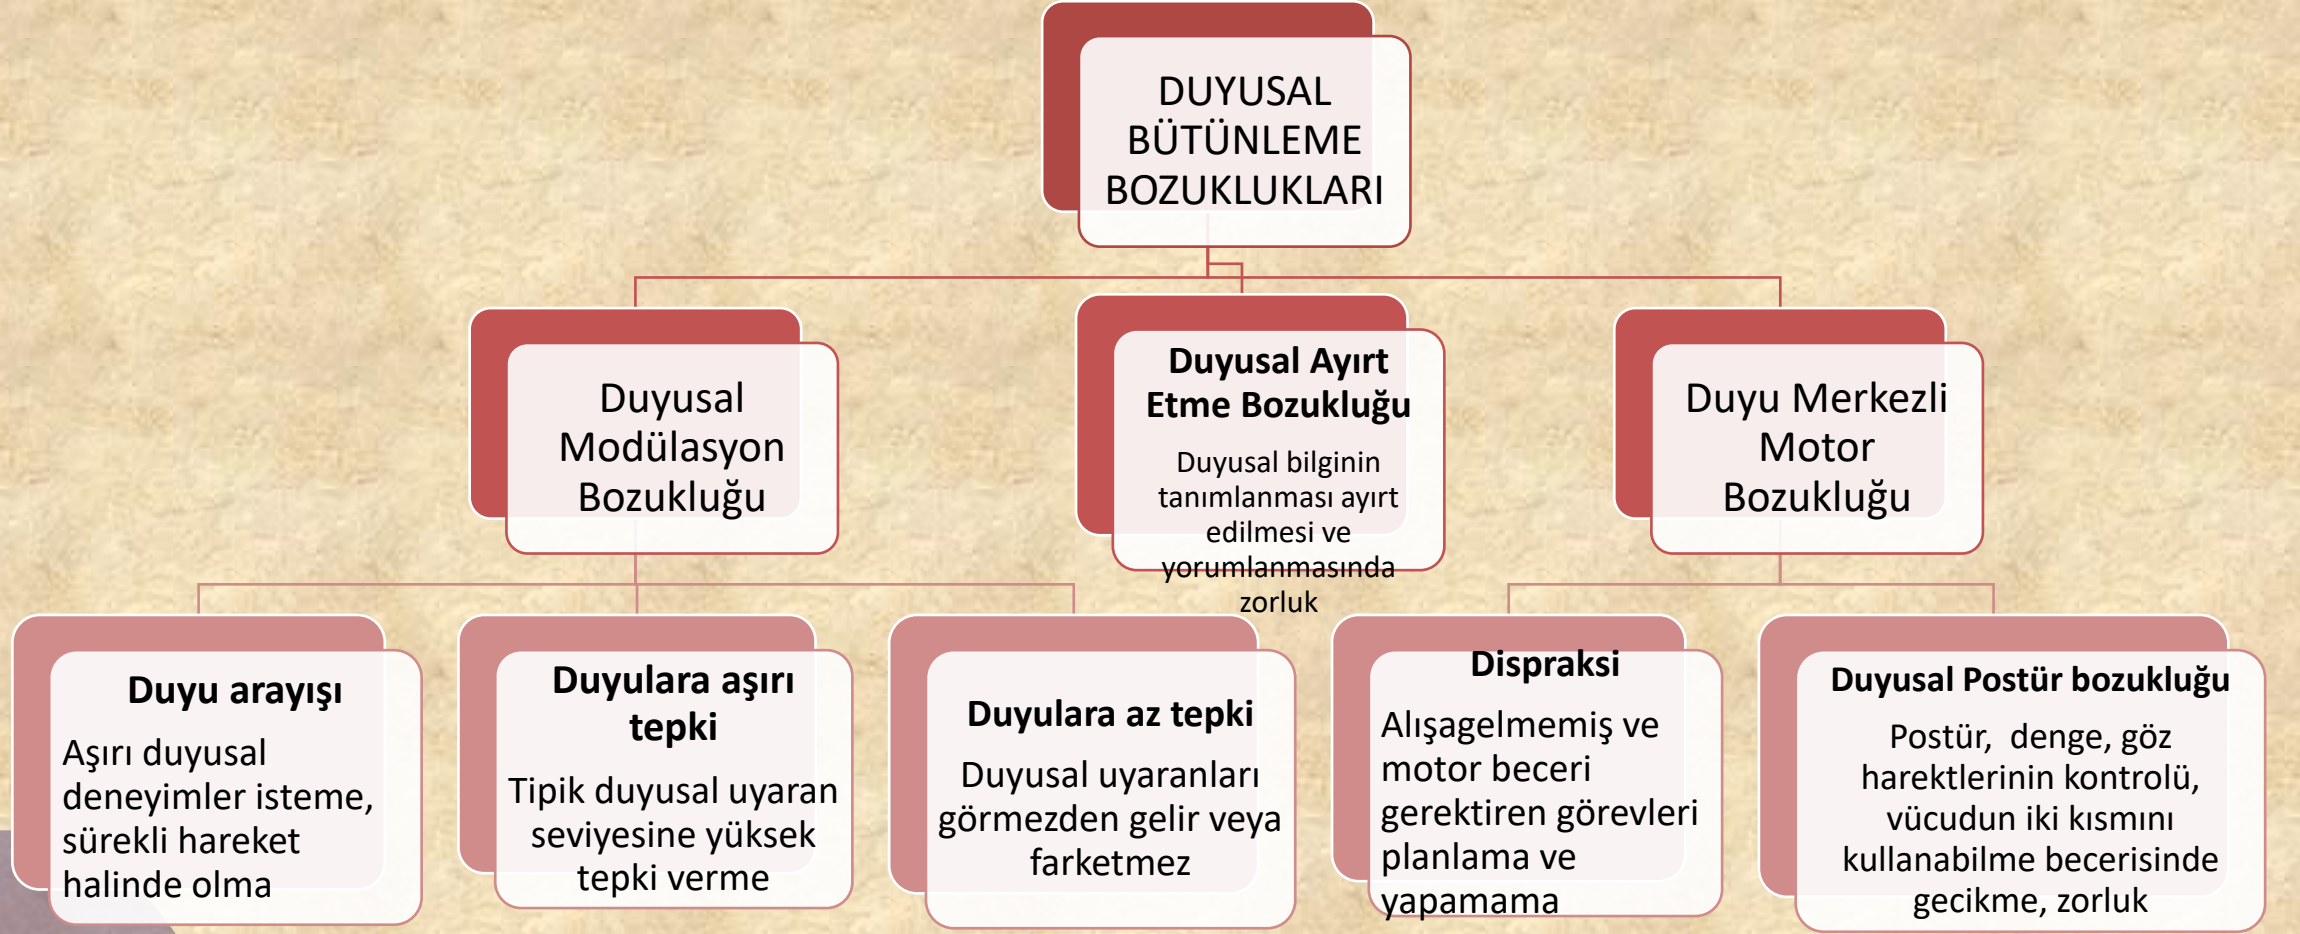 DUYUSAL
BÜTÜNLEME
BOZUKLUKLARI
Duyusal
Modülasyon
Bozukluğu
Duyusal Ayırt
Etme Bozukluğu
Duyusal bilginin
tanımlanması ayırt
edilmesi ve
yorumlanmasında
zorluk
Duyu Merkezli
Motor
Bozukluğu
Duyu arayışı
Aşırı duyusal
deneyimler isteme,
sürekli hareket
halinde olma
Duyulara aşırı
tepki
Tipik duyusal uyaran
seviyesine yüksek
tepki verme
Duyulara az tepki
Duyusal uyaranları
görmezden gelir veya
farketmez
Dispraksi
Alışagelmemiş ve
motor beceri
gerektiren görevleri
planlama ve
yapamama
Duyusal Postür bozukluğu
Postür, denge, göz
harektlerinin kontrolü,
vücudun iki kısmını
kullanabilme becerisinde
gecikme, zorluk